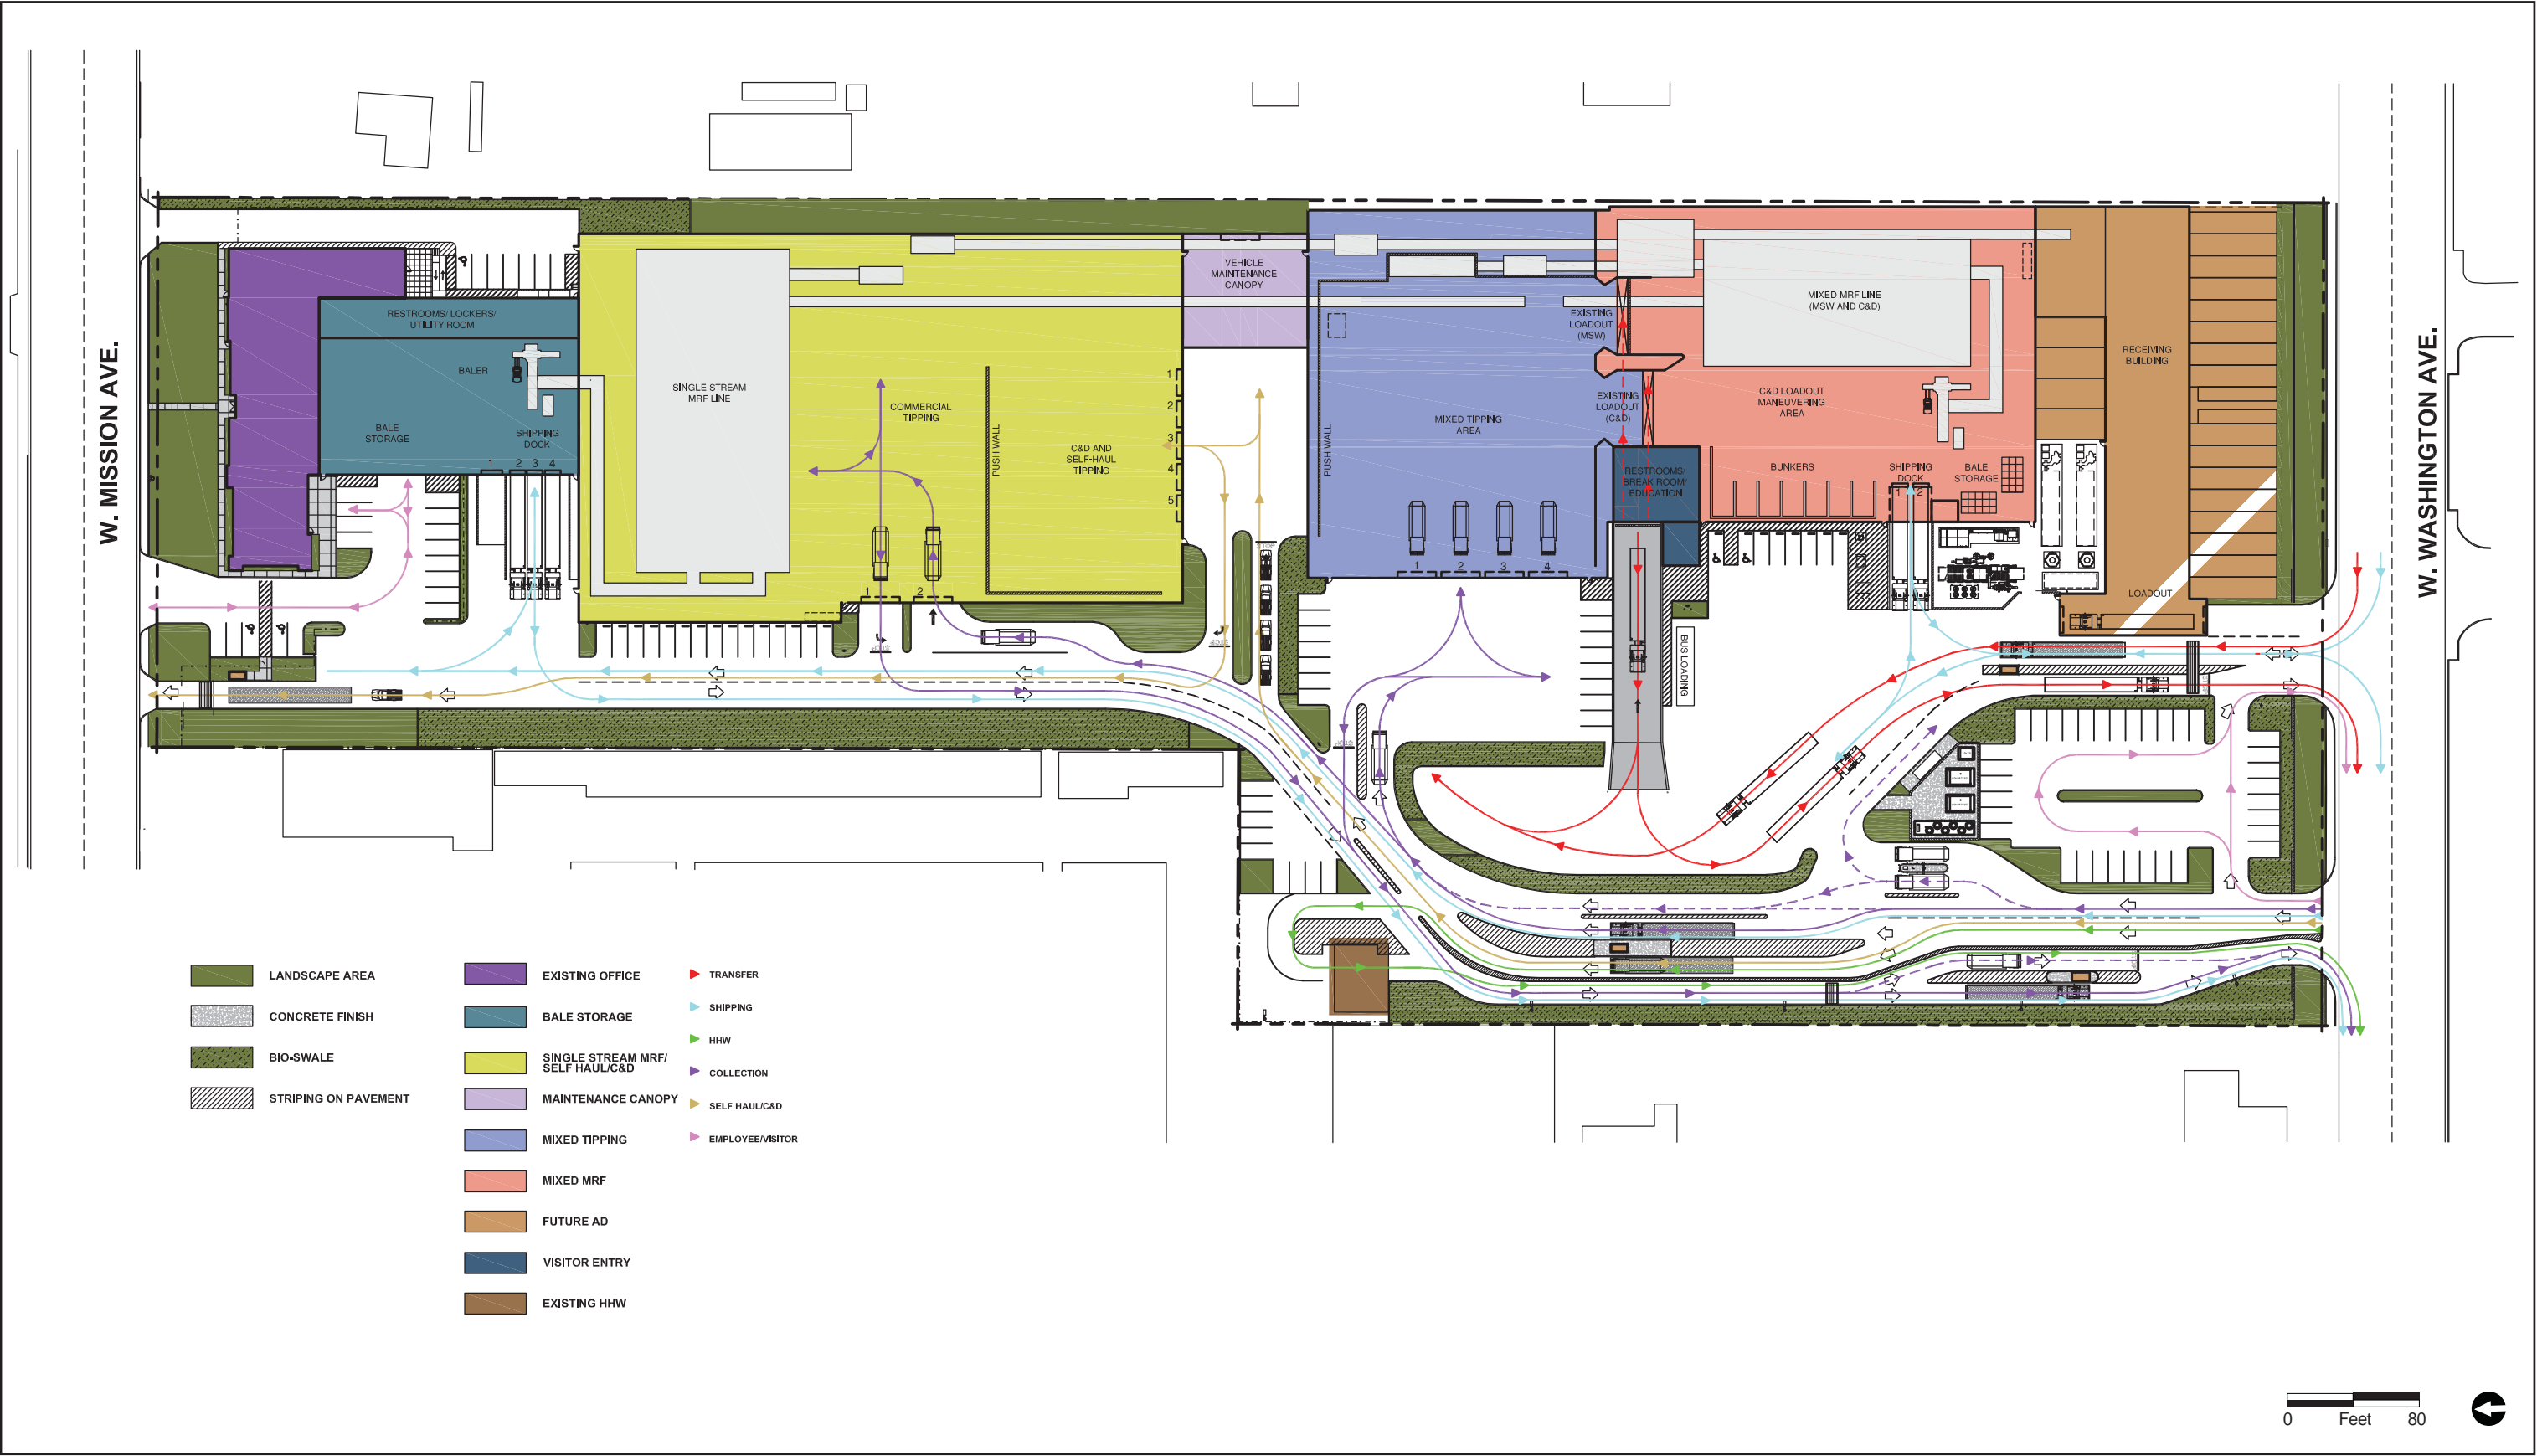 W. MISSION AVE.
RESTROOMS/ LOCKERS/
UTILITY ROOM
BALER
BALE
STORAGE
SHIPPING
DOCK
1 2 3 4
SINGLE STREAM
MRF LINE
COMMERCIAL
TIPPING
1
2
PUSH WALL
C&D AND
SELF-HAUL
TIPPING
1
2
3
4
5
VEHICLE
MAINTENANCE
CANOPY
PUSH WALL
MIXED TIPPING
AREA
1
2
3
4
EXISTING
LOADOUT
(MSW)
EXISTING
LOADOUT
(C&D)
RESTROOMS/
BREAK ROOM/
EDUCATION
BUS LOADING
MIXED MRF LINE
(MSW AND C&D)
C&D LOADOUT
MANEUVERING
AREA
BUNKERS
SHIPPING
DOCK
1 2
BALE
STORAGE
RECEIVING
BUILDING
LOADOUT
W. WASHINGTON AVE.
STOP
STOP
STOP
LANDSCAPE AREA
CONCRETE FINISH
BIO-SWALE
STRIPING ON PAVEMENT
EXISTING OFFICE
BALE STORAGE
SINGLE STREAM MRF/
SELF HAUL/C&D
MAINTENANCE CANOPY
MIXED TIPPING
MIXED MRF
FUTURE AD
VISITOR ENTRY
EXISTING HHW
TRANSFER
SHIPPING
HHW
COLLECTION
SELF HAUL/C&D
EMPLOYEE/VISITOR
0 Feet 80